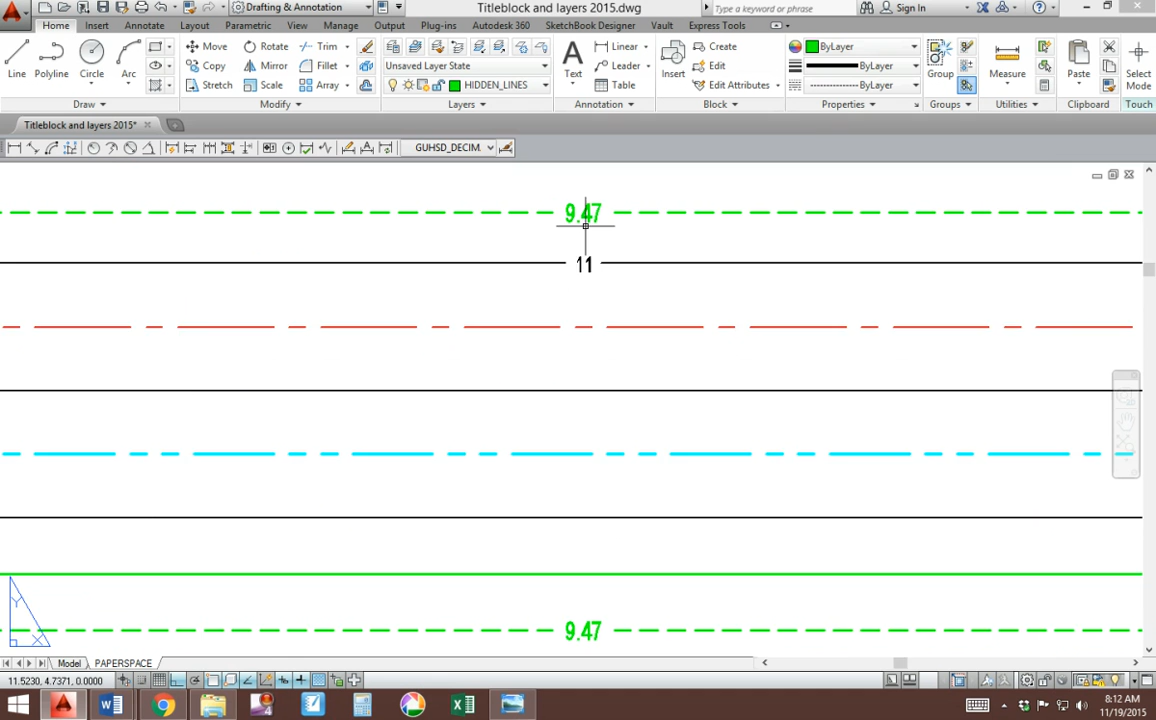 Drafting & Annotation
Titleblock and layers 2015.dwg
Type a keyword or phrase
Sign In
Home
Insert
Annotate
Layout
Parametric
View
Manage
Output
Plug-ins
Autodesk 360
SketchBook Designer
Vault
Express Tools
Line
Polyline
Circle
Arc
Move
Rotate
Trim
Copy
Mirror
Fillet
Stretch
Scale
Array
Unsaved Layer State
HIDDEN_LINES
Text
Linear
Leader
Table
Insert
Create
Edit
Edit Attributes
ByLayer
ByLayer
ByLayer
Group
Measure
Paste
Select
Mode
Draw
Modify
Layers
Annotation
Block
Properties
Groups
Utilities
Clipboard
Touch
Titleblock and layers 2015*
GUHSD_DECIM.
9.47
11
9.47
Y
X
Model
PAPERSPACE
11.5230, 4.7371, 0.0000
8:12 AM
11/19/2015